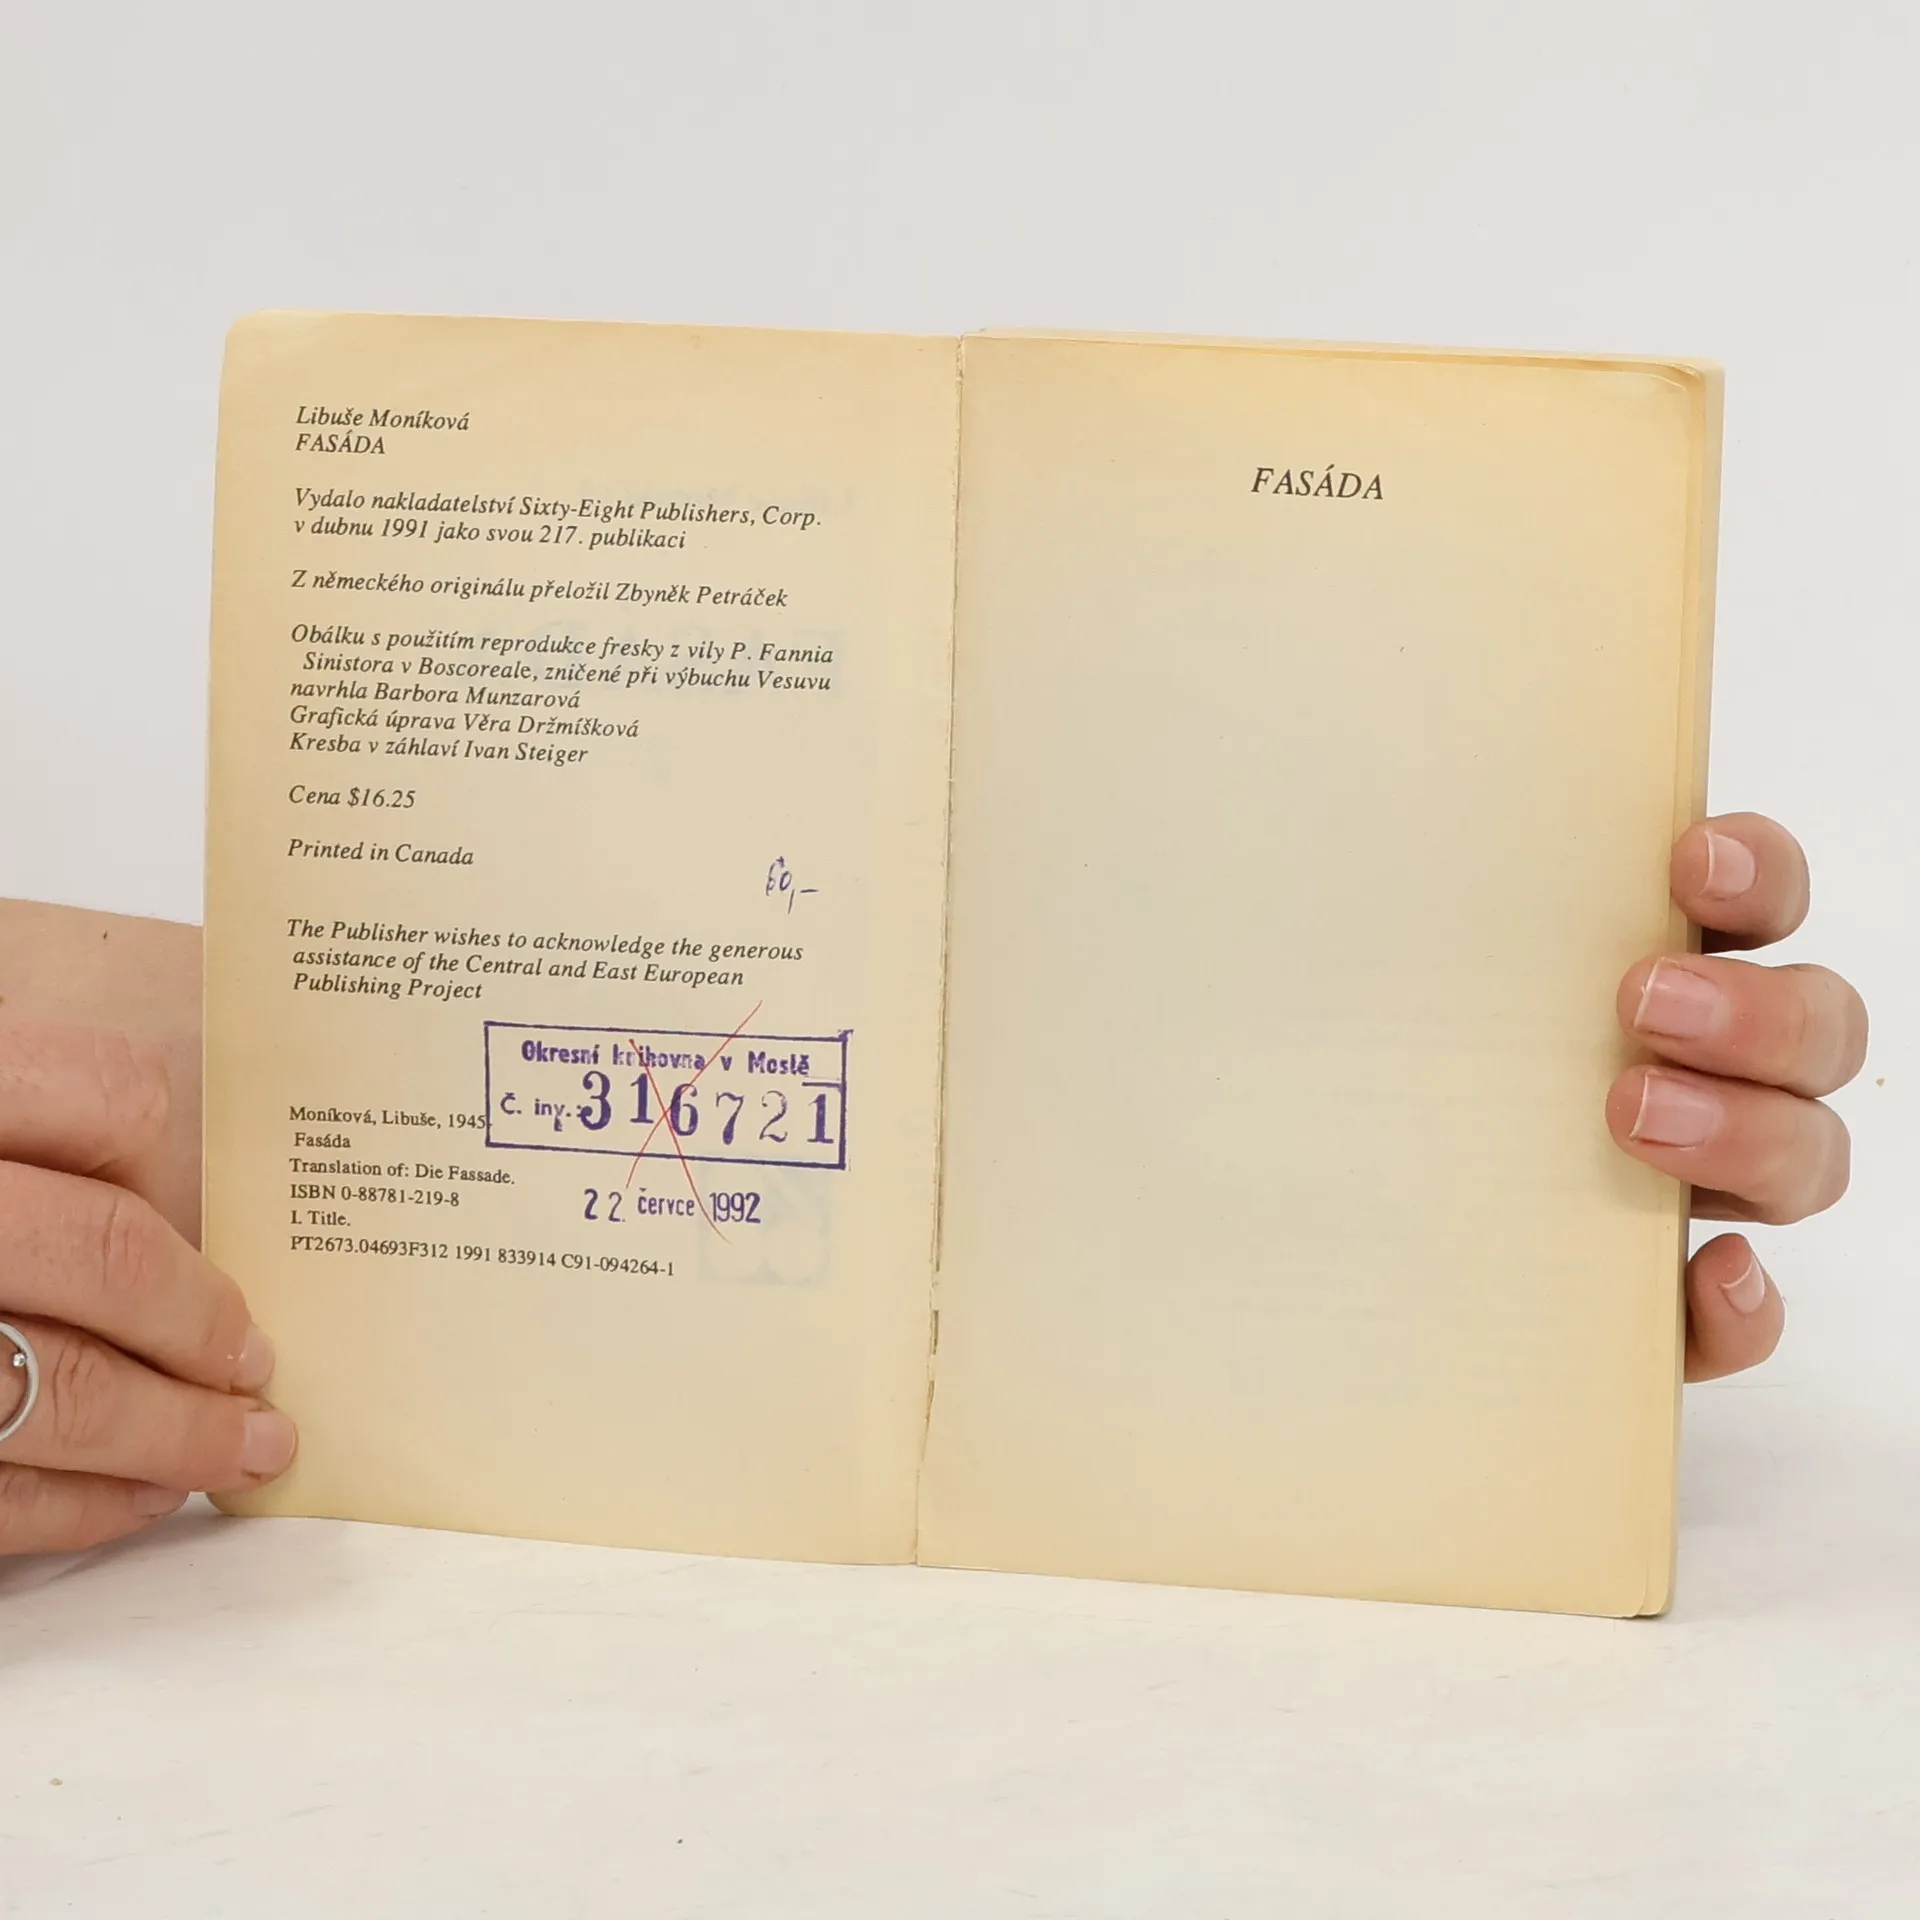 Libuše Moníková
FASÁDA
Vydalo nakladatelství Sixty-Eight Publishers, Corp.
v dubnu 1991 jako svou 217. publikaci
Z německého originálu přeložil Zbyněk Petráček
Obálku s použitím reprodukce fresky z vily P. Fannia
Sinistora v Boscoreale, zničené při výbuchu Vesuvu
navrhla Barbora Munzarová
Grafická úprava Věra Držmíšková
Kresba v záhlaví Ivan Steiger
Cena $16.25
Printed in Canada
60,-
The Publisher wishes to acknowledge the generous
assistance of the Central and East European
Publishing Project
Okresní knihovna v Mostě
Č. inv.: 316721
22. července 1992
Moníková, Libuše, 1945
Fasáda
Translation of: Die Fassade.
ISBN 0-88781-219-8
I. Title.
PT2673.04693F312 1991 833914 C91-094264-1
FASÁDA